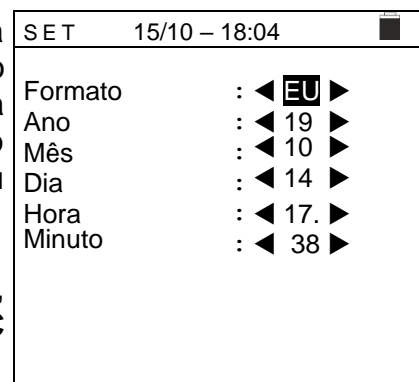 SET 15/10 – 18:04
Formato : ◀ EU ▶
Ano : ◀ 19 ▶
Mês : ◀ 10 ▶
Dia : ◀ 14 ▶
Hora : ◀ 17. ▶
Minuto : ◀ 38 ▶